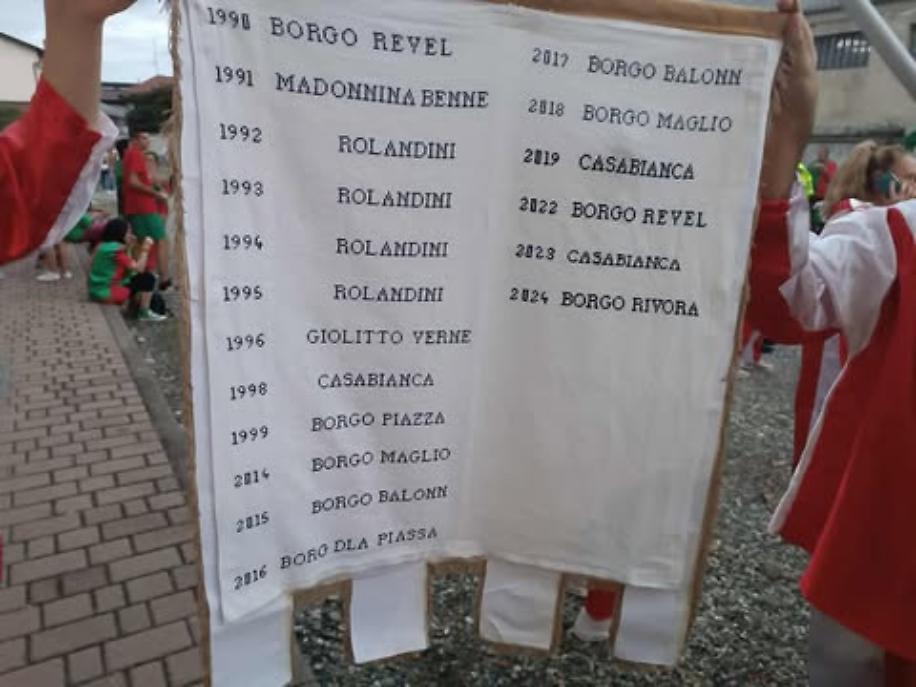 1990 BORGO REVEL
1991 MADONNINA BENNE
1992 ROLANDINI
1993 ROLANDINI
1994 ROLANDINI
1995 ROLANDINI
1996 GIOLITTO VERNE
1998 CASABIANCA
1999 BORGO PIAZZA
2014 BORGO MAGLIO
2015 BORGO BALONN
2016 BORG DLA PIASSA
2017 BORGO BALONN
2018 BORGO MAGLIO
2019 CASABIANCA
2022 BORGO REVEL
2023 CASABIANCA
2024 BORGO RIVORA